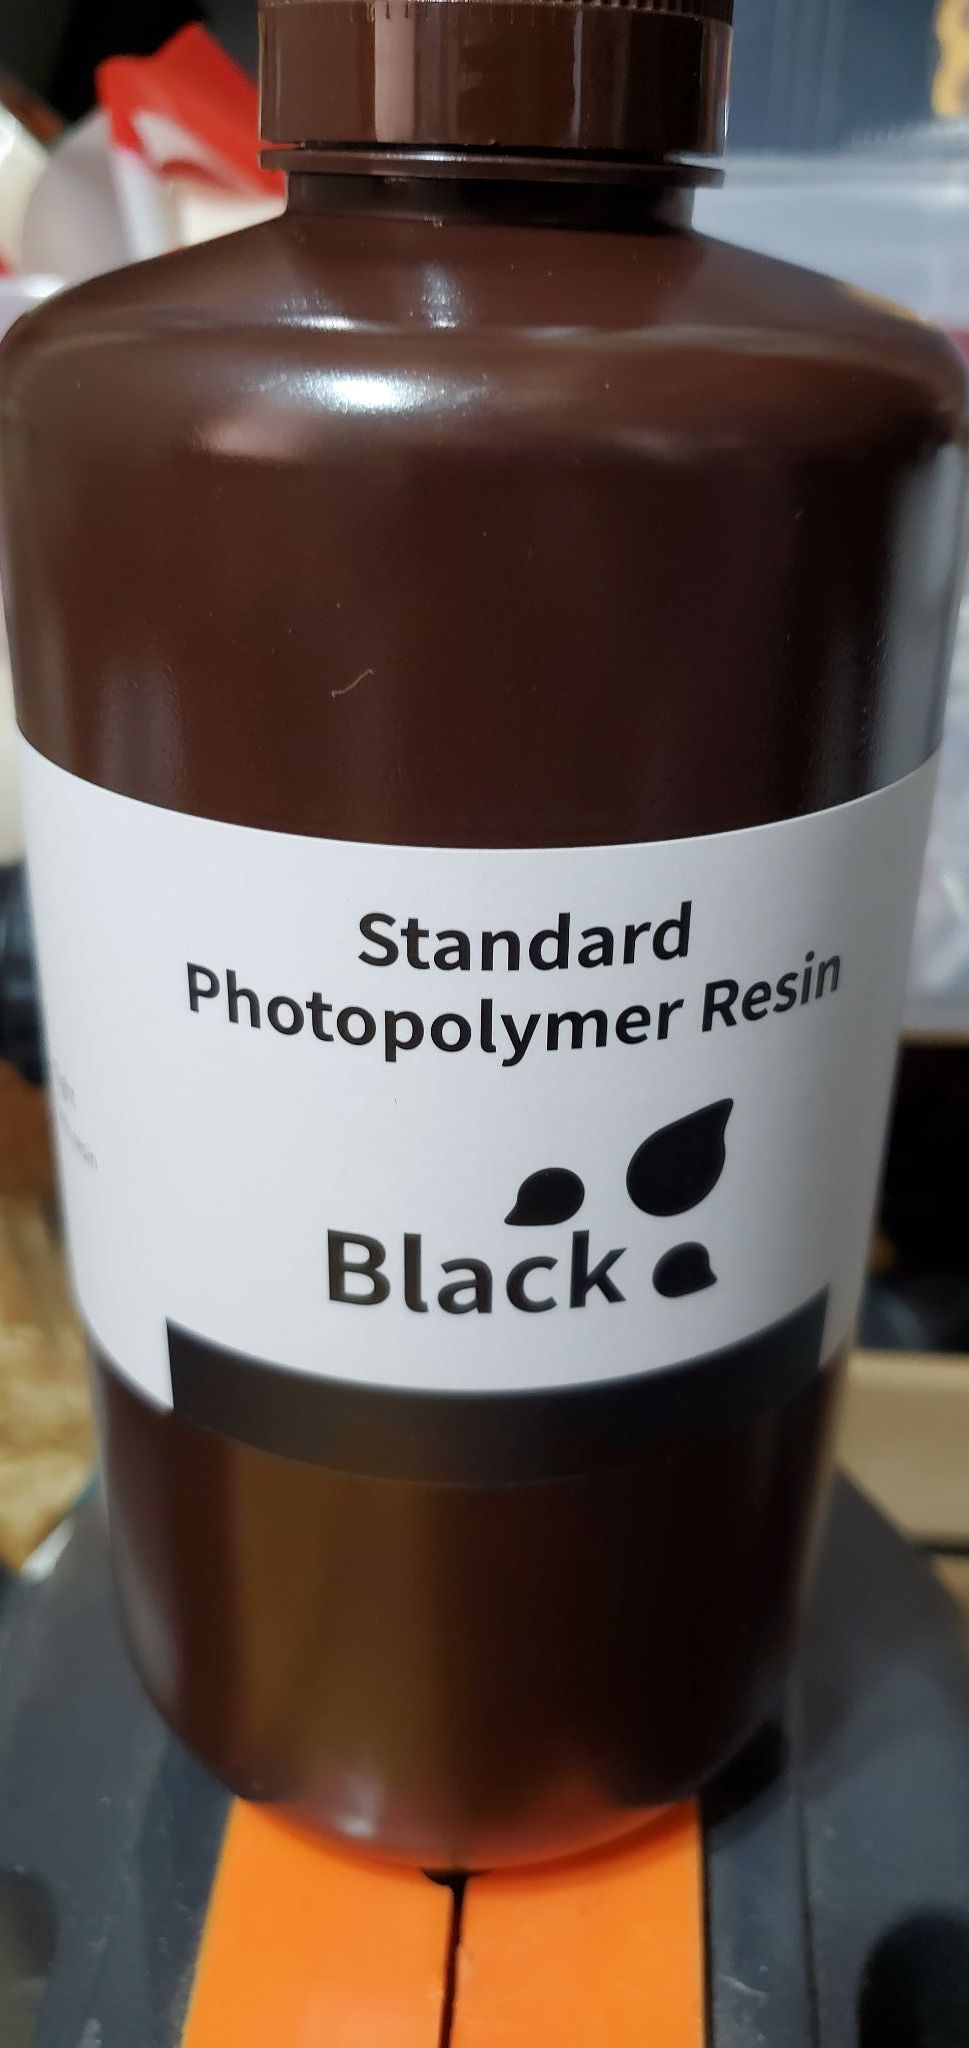 Standard
Photopolymer Resin
Black